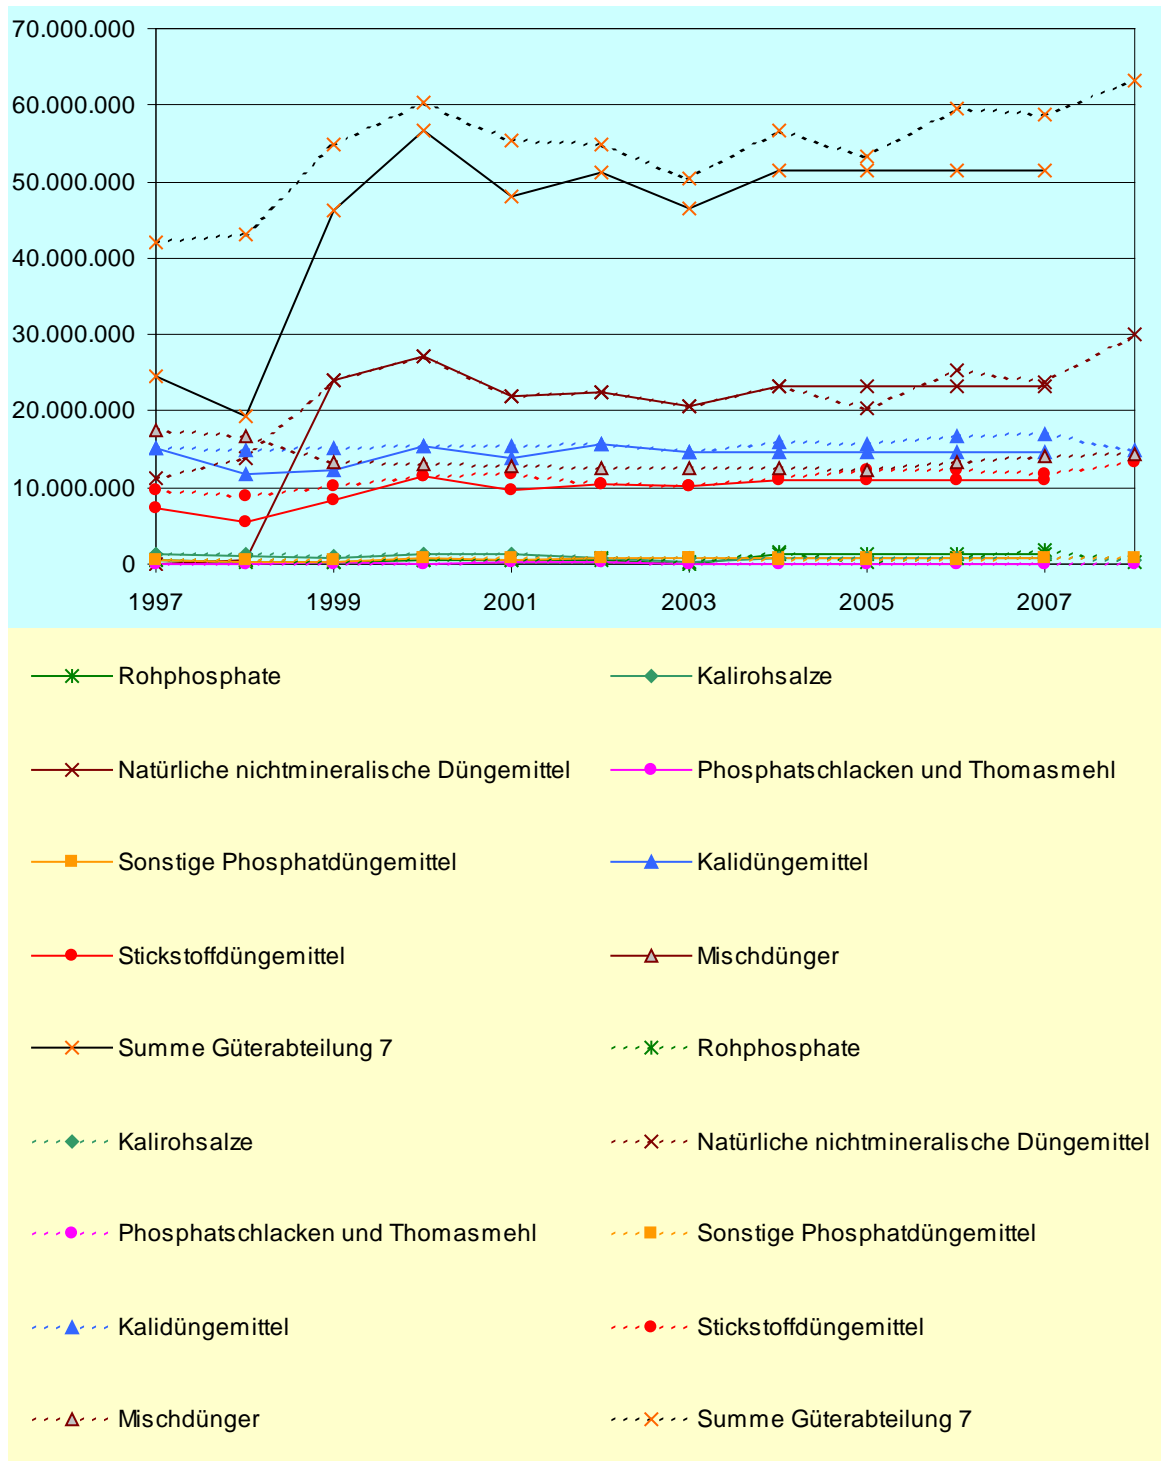 70.000.000
60.000.000
50.000.000
40.000.000
30.000.000
20.000.000
10.000.000
0
1997 1999 2001 2003 2005 2007
Rohphosphate Kalirohsalze
Natürliche nichtmineralische Düngemittel Phosphatschlacken und Thomasmehl
Sonstige Phosphatdüngemittel Kalidüngemittel
Stickstoffdüngemittel Mischdünger
Summe Güterabteilung 7 Rohphosphate
Kalirohsalze Natürliche nichtmineralische Düngemittel
Phosphatschlacken und Thomasmehl Sonstige Phosphatdüngemittel
Kalidüngemittel Stickstoffdüngemittel
Mischdünger Summe Güterabteilung 7